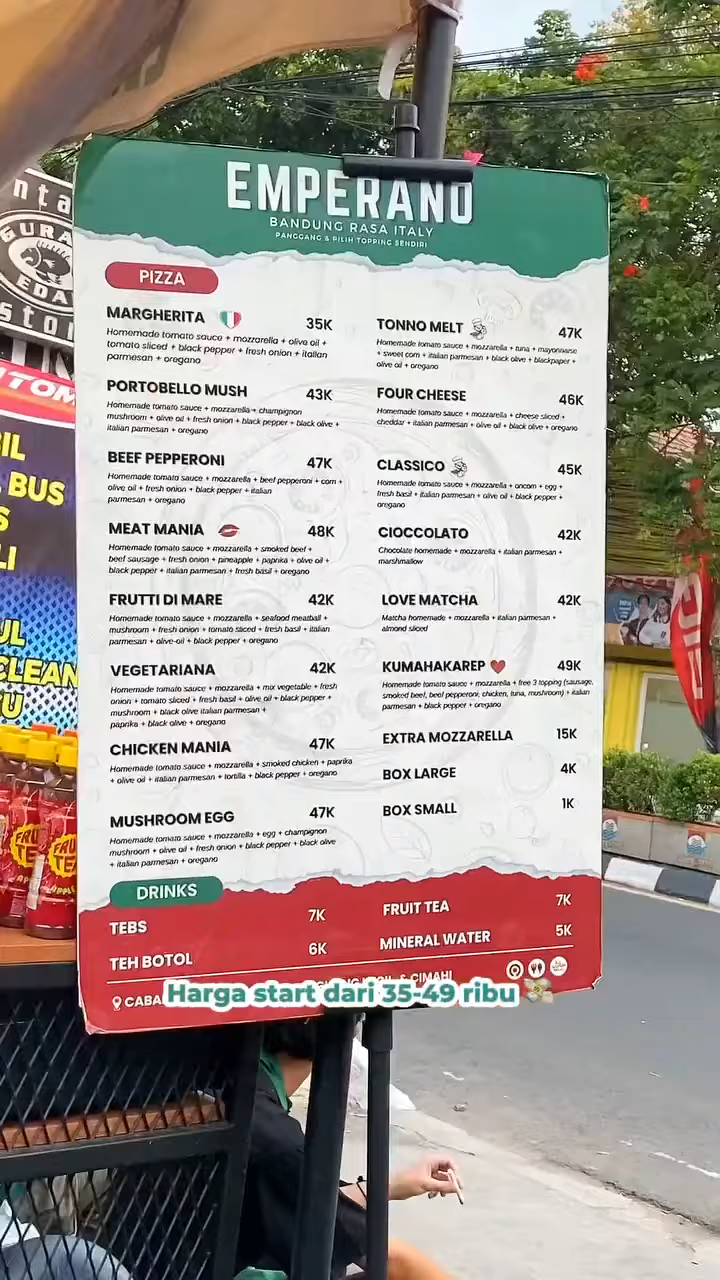 EMPERANO
BANDUNG RASA ITALY
PANGGANG & PILIH TOPPING SENDIRI
PIZZA
MARGHERITA 35K
Homemade tomato sauce + mozzarella + olive oil +
tomato sliced + black pepper + fresh onion + italian
parmesan + oregano
PORTOBELLO MUSH 43K
Homemade tomato sauce + mozzarella + champignon
mushroom + olive oil + fresh onion + black pepper + black olive +
italian parmesan + oregano
BEEF PEPPERONI 47K
Homemade tomato sauce + mozzarella + beef pepperoni + corn +
olive oil + fresh onion + black pepper + italian
parmesan + oregano
MEAT MANIA 48K
Homemade tomato sauce + mozzarella + smoked beef +
beef sausage + fresh onion + pineapple + paprika + olive oil +
black pepper + italian parmesan + fresh basil + oregano
FRUTTI DI MARE 42K
Homemade tomato sauce + mozzarella + seafood meatball +
mushroom + fresh onion + tomato sliced + fresh basil + italian
parmesan + olive-oil + black pepper + oregano
VEGETARIANA 42K
Homemade tomato sauce + mozzarella + mix vegetable + fresh
onion + tomato sliced + fresh basil + olive oil + black pepper +
mushroom + black olive italian parmesan +
paprika + black olive + oregano
CHICKEN MANIA 47K
Homemade tomato sauce + mozzarella + smoked chicken + paprika
+ olive oil + italian parmesan + tortilla + black pepper + oregano
MUSHROOM EGG 47K
Homemade tomato sauce + mozzarella + egg + champignon
mushroom + olive oil + fresh onion + black pepper + black olive
+ italian parmesan + oregano
TONNO MELT 47K
Homemade tomato sauce + mozzarella + tuna + mayonnaise
+ sweet corn + italian parmesan + black olive + blackpaper +
olive oil + oregano
FOUR CHEESE 46K
Homemade tomato sauce + mozzarella + cheese sliced +
cheddar + italian parmesan + olive oil + black olive + oregano
CLASSICO 45K
Homemade tomato sauce + mozzarella + oncom + egg +
fresh basil + italian parmesan + olive oil + black pepper +
oregano
CIOCCOLATO 42K
Chocolate homemade + mozzarella + italian parmesan +
marshmallow
LOVE MATCHA 42K
Matcha homemade + mozzarella + italian parmesan +
almond sliced
KUMAHAKAREP 49K
Homemade tomato sauce + mozzarella + free 3 topping (sausage,
smoked beef, beef pepperoni, chicken, tuna, mushroom) + italian
parmesan + black pepper + oregano
EXTRA MOZZARELLA 15K
BOX LARGE 4K
BOX SMALL 1K
DRINKS
TEBS 7K
TEH BOTOL 6K
FRUIT TEA 7K
MINERAL WATER 5K
& CIMAHI
Harga start dari 35-49 ribu
GURA
EDA
BUS
CLEAN